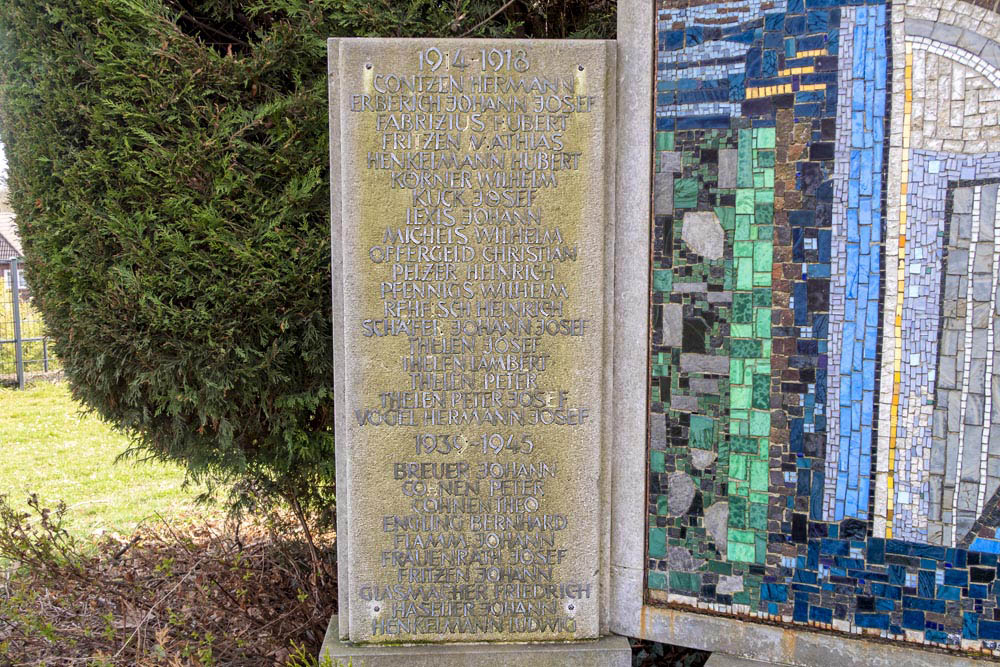 1914-1918
CONTZEN HERMANN
ERBERICH JOHANN JOSEF
FABRIZIUS HUBERT
FRITZEN MATHIAS
HENKELMANN HUBERT
KÖRNER WILHELM
KUCK JOSEF
LEXIS JOHANN
MICHELS WILHELM
OFFERGELD CHRISTIAN
PELZER HEINRICH
PFENNIGS WILHELM
REHFISCH HEINRICH
SCHÄFER JOHANN JOSEF
THELEN JOSEF
THELEN LAMBERT
THELEN PETER
THELEN PETER JOSEF
VOGEL HERMANN JOSEF
1939-1945
BREUER JOHANN
COHNEN PETER
COHNEN THEO
ENGLING BERNHARD
FLAMM JOHANN
FRAUENRATH JOSEF
FRITZEN JOHANN
GLASMACHER FRIEDRICH
JOHANN
HENKELMANN LUDWIG